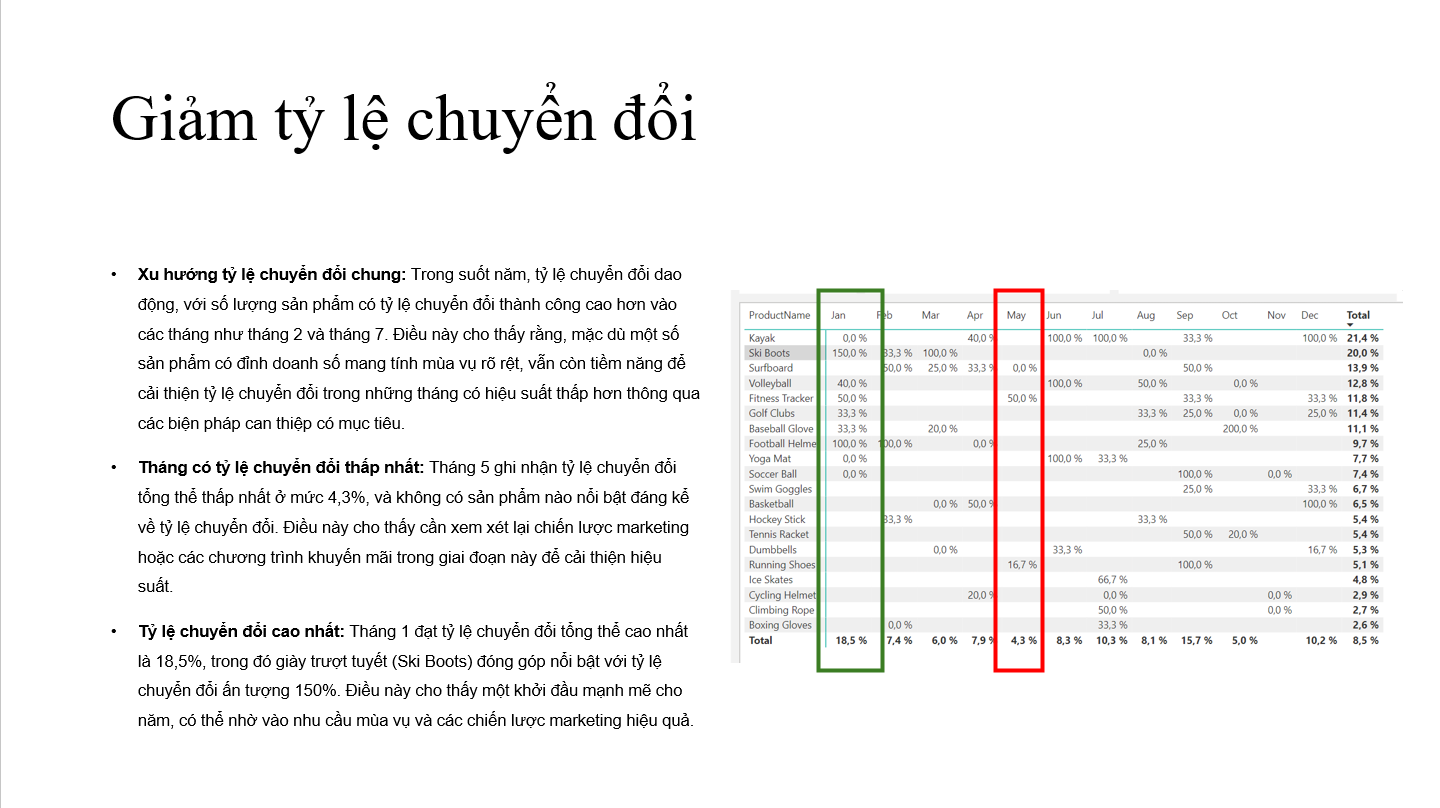 Giảm tỷ lệ chuyển đổi
• Xu hướng tỷ lệ chuyển đổi chung: Trong suốt năm, tỷ lệ chuyển đổi dao
động, với số lượng sản phẩm có tỷ lệ chuyển đổi thành công cao hơn vào
các tháng như tháng 2 và tháng 7. Điều này cho thấy rằng, mặc dù một số
sản phẩm có đỉnh doanh số mang tính mùa vụ rõ rệt, vẫn còn tiềm năng để
cải thiện tỷ lệ chuyển đổi trong những tháng có hiệu suất thấp hơn thông qua
các biện pháp can thiệp có mục tiêu.
• Tháng có tỷ lệ chuyển đổi thấp nhất: Tháng 5 ghi nhận tỷ lệ chuyển đổi
tổng thể thấp nhất ở mức 4,3%, và không có sản phẩm nào nổi bật đáng kể
về tỷ lệ chuyển đổi. Điều này cho thấy cần xem xét lại chiến lược marketing
hoặc các chương trình khuyến mãi trong giai đoạn này để cải thiện hiệu
suất.
• Tỷ lệ chuyển đổi cao nhất: Tháng 1 đạt tỷ lệ chuyển đổi tổng thể cao nhất
là 18,5%, trong đó giày trượt tuyết (Ski Boots) đóng góp nổi bật với tỷ lệ
chuyển đổi ấn tượng 150%. Điều này cho thấy một khởi đầu mạnh mẽ cho
năm, có thể nhờ vào nhu cầu mùa vụ và các chiến lược marketing hiệu quả.
ProductName Jan Feb Mar Apr May Jun Jul Aug Sep Oct Nov Dec Total
Kayak 0,0 % 40,0 % 100,0 % 100,0 % 33,3 % 100,0 % 21,4 %
Ski Boots 150,0 % 33,3 % 100,0 % 0,0 % 20,0 %
Surfboard 50,0 % 25,0 % 33,3 % 0,0 % 50,0 % 13,9 %
Volleyball 40,0 % 100,0 % 50,0 % 0,0 % 12,8 %
Fitness Tracker 50,0 % 50,0 % 33,3 % 33,3 % 11,8 %
Golf Clubs 33,3 % 33,3 % 25,0 % 0,0 % 25,0 % 11,4 %
Baseball Glove 33,3 % 20,0 % 200,0 % 11,1 %
Football Helme 100,0 % 100,0 % 0,0 % 25,0 % 9,7 %
Yoga Mat 0,0 % 100,0 % 33,3 % 7,7 %
Soccer Ball 0,0 % 100,0 % 0,0 % 7,4 %
Swim Goggles 25,0 % 33,3 % 6,7 %
Basketball 0,0 % 50,0 % 100,0 % 6,5 %
Hockey Stick 33,3 % 33,3 % 5,4 %
Tennis Racket 50,0 % 20,0 % 5,4 %
Dumbbells 0,0 % 33,3 % 16,7 % 5,3 %
Running Shoes 16,7 % 100,0 % 5,1 %
Ice Skates 66,7 % 4,8 %
Cycling Helmet 20,0 % 0,0 % 0,0 % 2,9 %
Climbing Rope 50,0 % 0,0 % 2,7 %
Boxing Gloves 0,0 % 33,3 % 2,6 %
Total 18,5 % 7,4 % 6,0 % 7,9 % 4,3 % 8,3 % 10,3 % 8,1 % 15,7 % 5,0 % 10,2 % 8,5 %